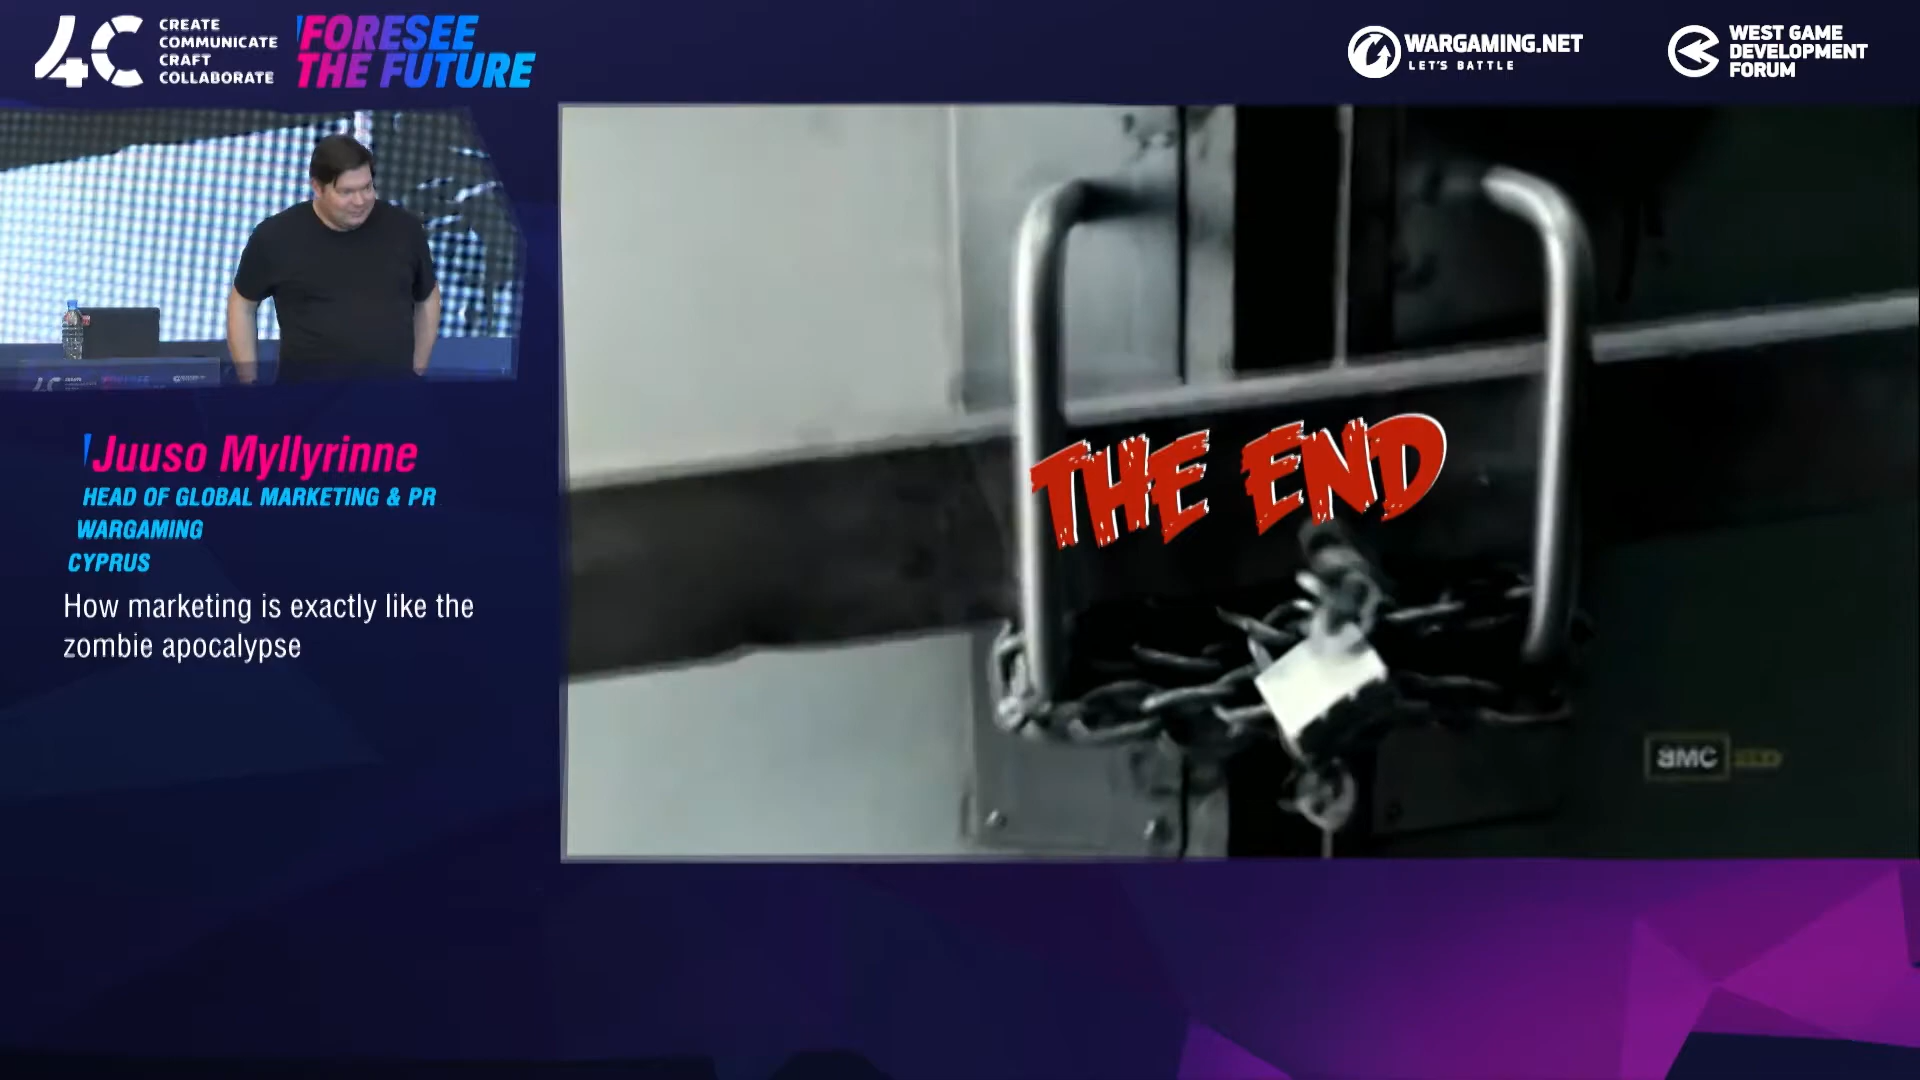 4C
CREATE
COMMUNICATE
CRAFT
COLLABORATE
FORESEE
THE FUTURE
WARGAMING.NET
LET'S BATTLE
WEST GAME
DEVELOPMENT
FORUM
Juuso Myllyrinne
HEAD OF GLOBAL MARKETING & PR
WARGAMING
CYPRUS
How marketing is exactly like the
zombie apocalypse
THE END
aMC